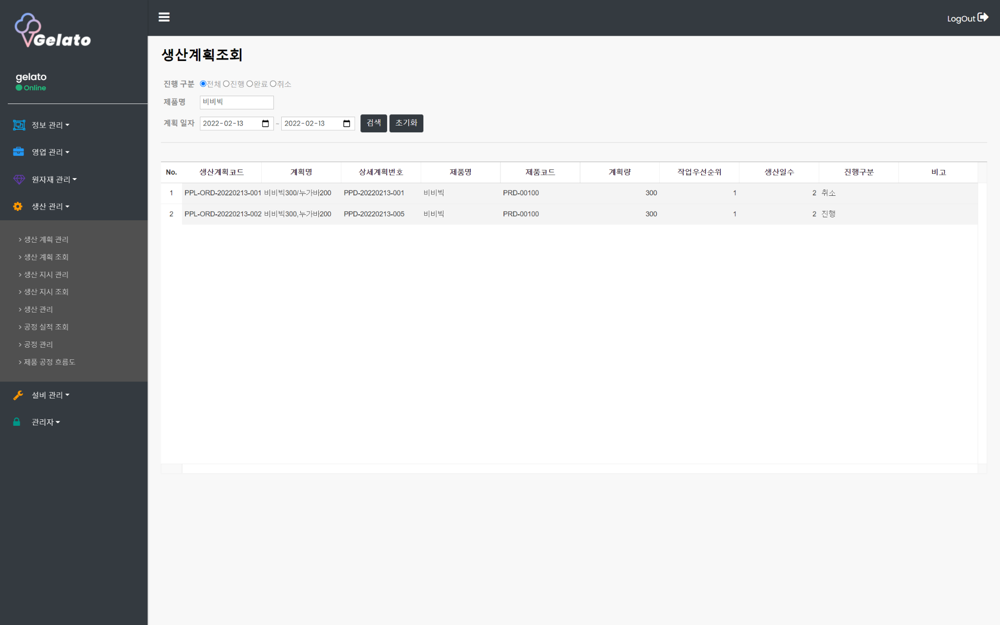 Gelato
LogOut
gelato
Online
정보 관리
영업 관리
원자재 관리
생산 관리
> 생산 계획 관리
> 생산 계획 조회
> 생산 지시 관리
> 생산 지시 조회
> 생산 관리
> 공정 실적 조회
> 공정 관리
> 제품 공정 흐름도
설비 관리
관리자
생산계획조회
진행 구분 전체 진행 완료 취소
제품명 비비빅
계획 일자 2022-02-13 ~ 2022-02-13 검색 초기화
No. 생산계획코드 계획명 상세계획번호 제품명 제품코드 계획량 작업우선순위 생산일수 진행구분 비고
1 PPL-ORD-20220213-001 비비빅300/누가바200 PPD-20220213-001 비비빅 PRD-00100 300 1 2 취소
2 PPL-ORD-20220213-002 비비빅300,누가바200 PPD-20220213-005 비비빅 PRD-00100 300 1 2 진행